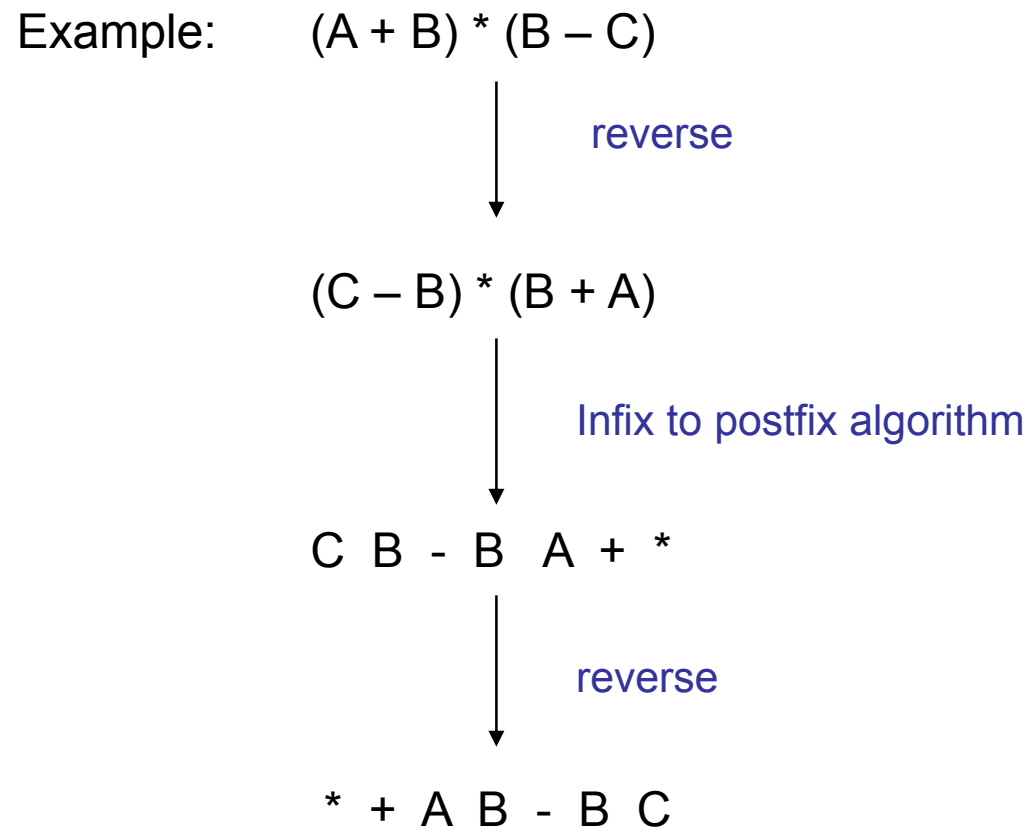 Example: (A + B) * (B – C)
reverse
(C – B) * (B + A)
Infix to postfix algorithm
C B - B A + *
reverse
* + A B - B C